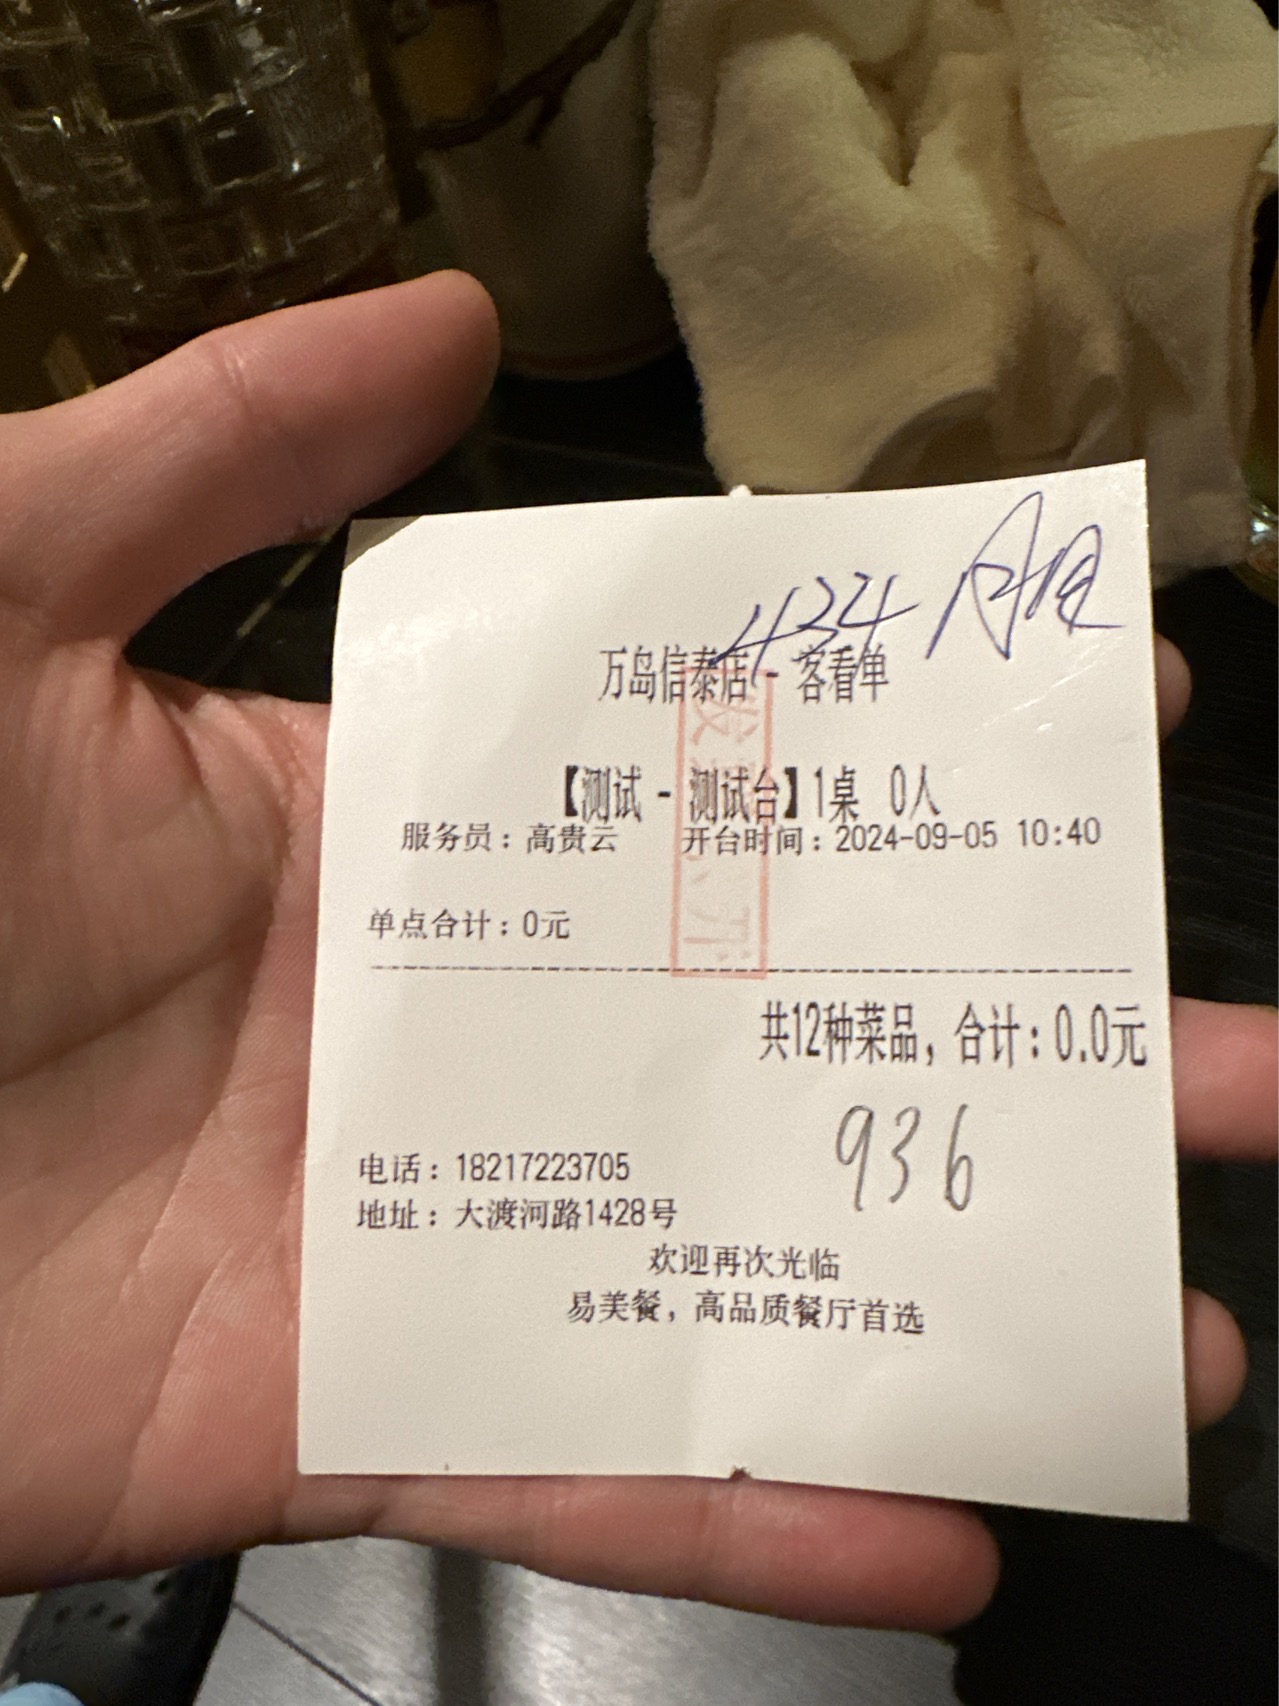 434
万岛信泰店 - 客看单
【测试 - 测试台】1桌 0人
服务员：高贵云 开台时间：2024-09-05 10:40
单点合计：0元
共12种菜品，合计：0.0元
936
电话：18217223705
地址：大渡河路1428号
欢迎再次光临
易美餐，高品质餐厅首选